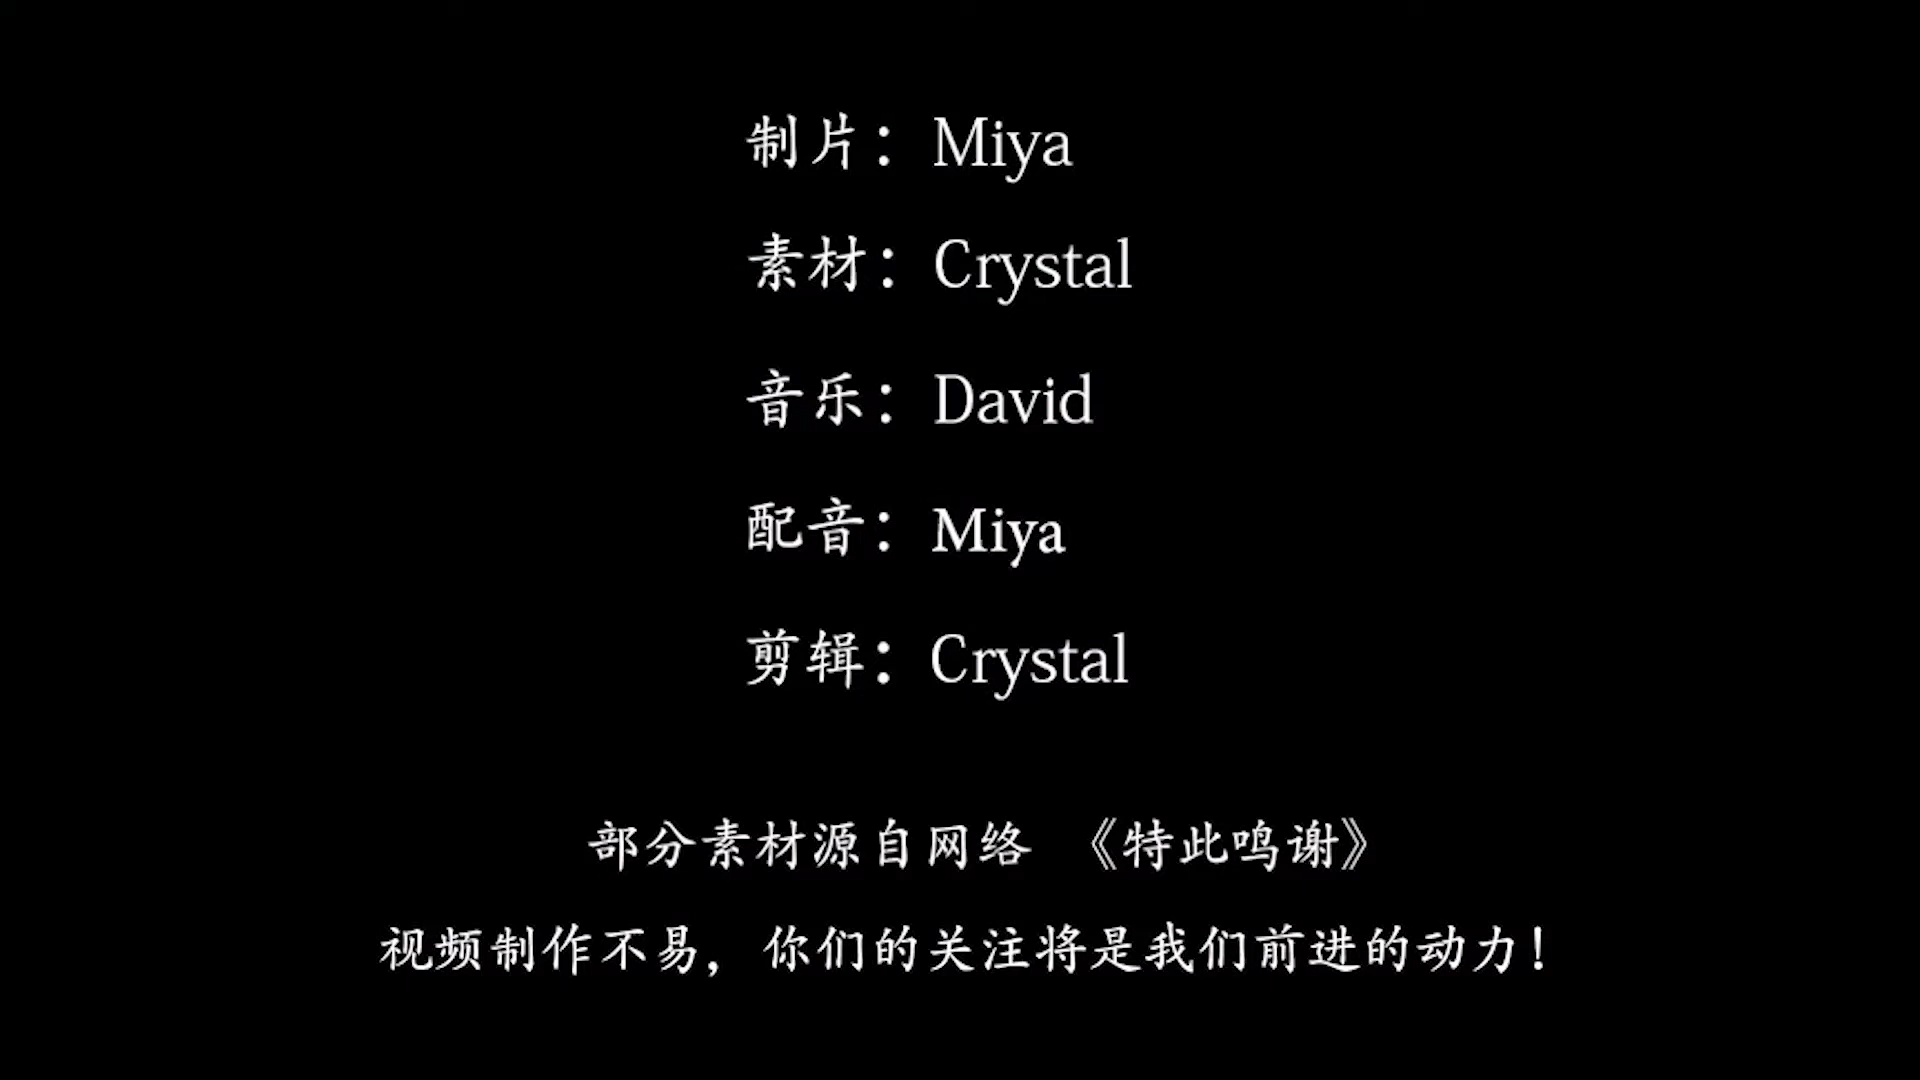 制片：Miya
素材：Crystal
音乐：David
配音：Miya
剪辑：Crystal
部分素材源自网络 《特此鸣谢》
视频制作不易，你们的关注将是我们前进的动力！